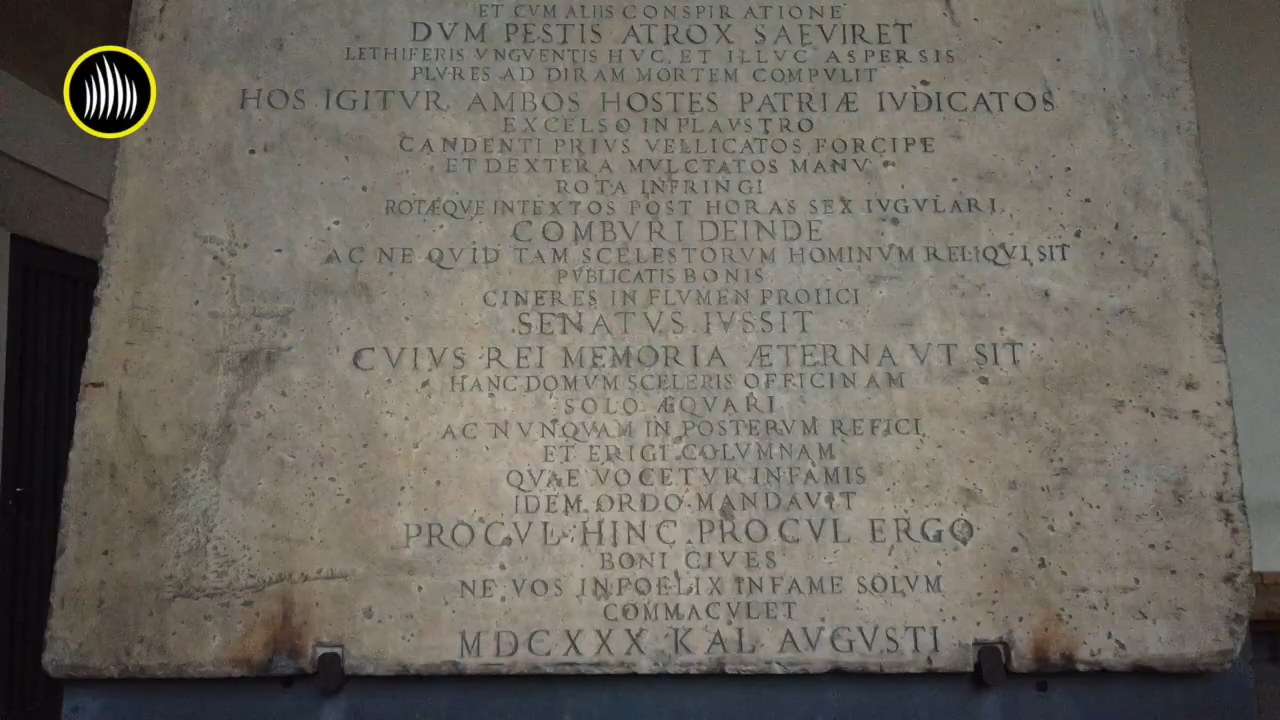 ET CVM ALIIS CONSPIRATIONE
DVM PESTIS ATROX SAEVIRET
LETHIFERIS VNGVENTIS HVC, ET ILLVC ASPERSIS
PLVRES AD DIRAM MORTEM COMPVLIT
HOS IGITVR AMBOS HOSTES PATRIÆ IVDICATOS
EXCELSO IN PLAVSTRO
CANDENTI PRIVS VELLICATOS FORCIPE
ET DEXTERA MVLCTATOS MANV
ROTA INFRINGI
ROTÆQVE INTEXTOS POST HORAS SEX IVGVLARI
COMBVRI DEINDE
AC NE QVID TAM SCELESTORVM HOMINVM RELIQVI SIT
PVBLICATIS BONIS
CINERES IN FLVMEN PROIICI
SENATVS IVSSIT
CVIVS REI MEMORIA ÆTERNA VT SIT
HANC DOMVM SCELERIS OFFICINAM
SOLO ÆQVARI
AC NVNQVAM IN POSTERVM REFICI
ET ERIGI COLVMNAM
QVAE VOCETVR INFAMIS
IDEM ORDO MANDAVIT
PROCVL HINC PROCVL ERGO
BONI CIVES
NE VOS INFOELIX INFAME SOLVM
COMMACVLET
MDCXXX KAL AVGVSTI